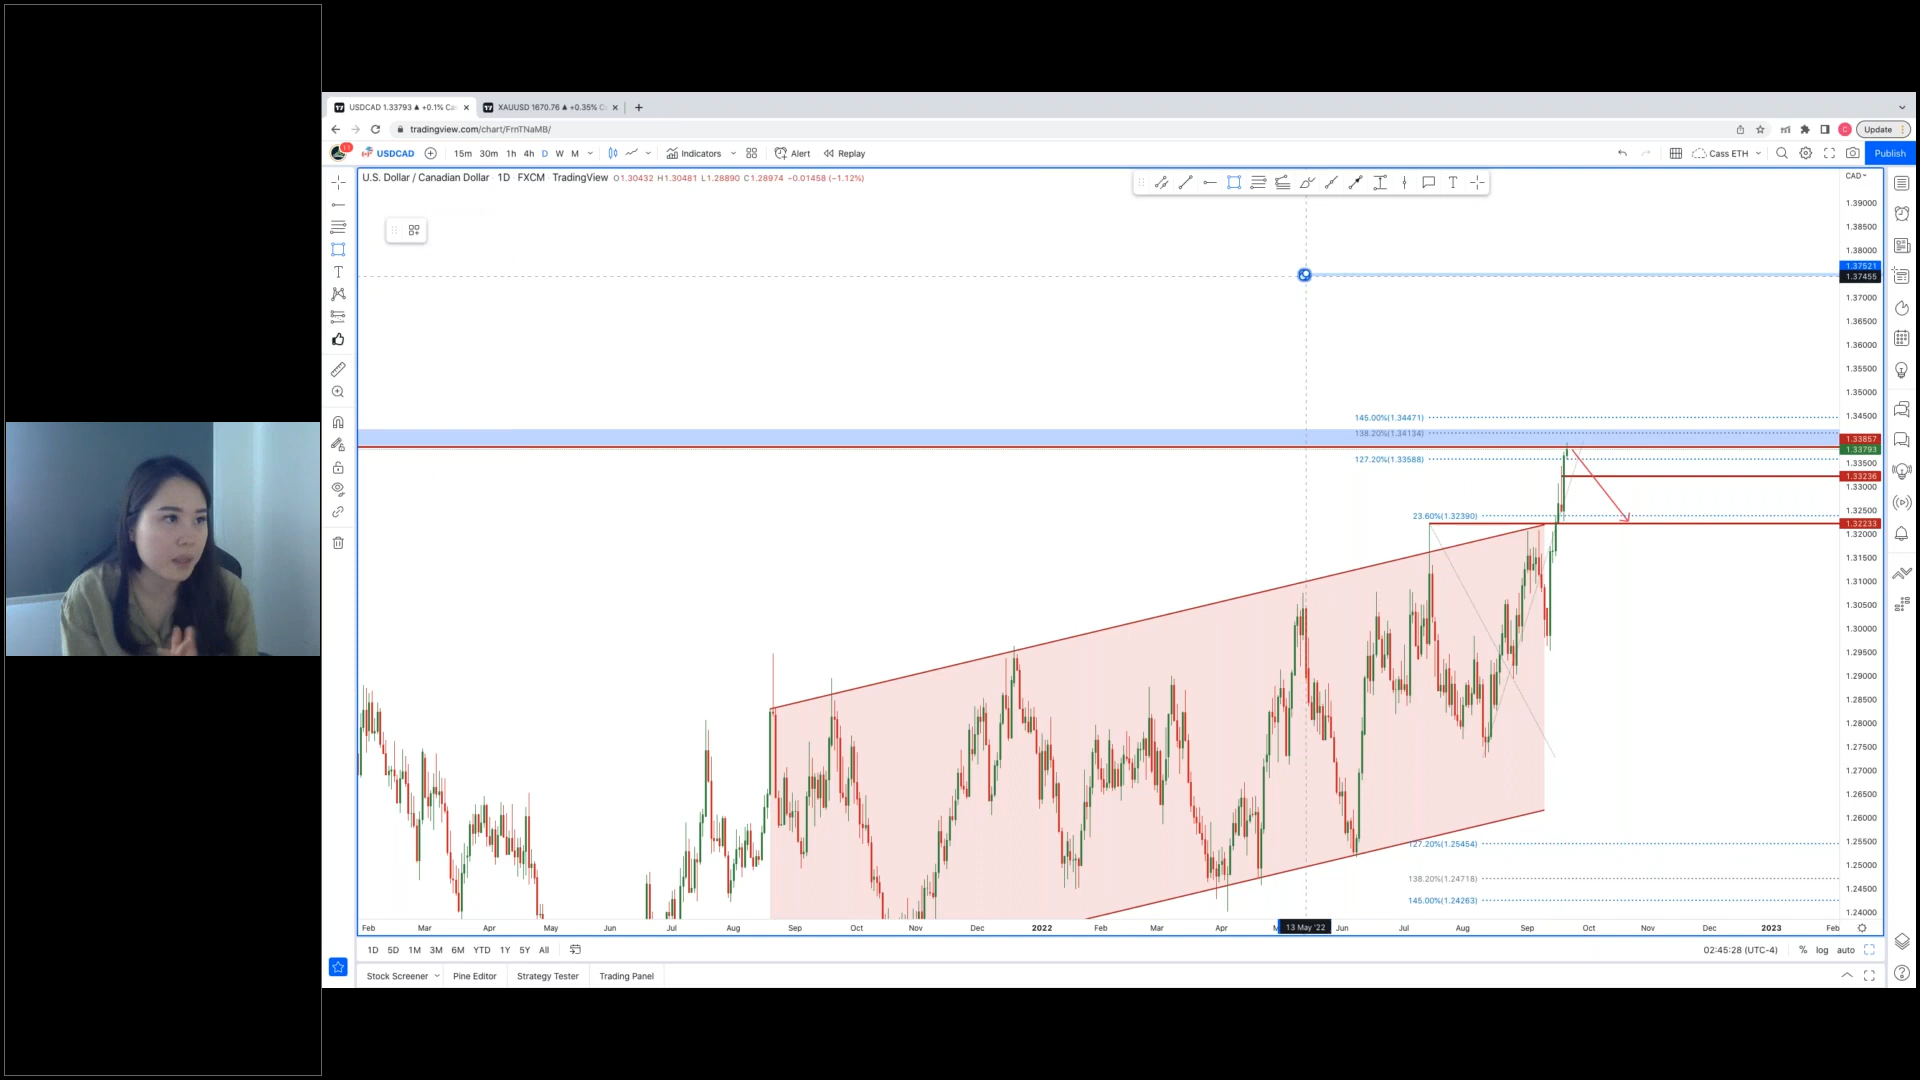 USDCAD 1.33793 ▲ +0.1% Ca
XAUUSD 1670.76 ▲ +0.35%
tradingview.com/chart/FrnTNaMB/
Update
11
USDCAD
15m 30m 1h 4h D W M
Indicators
Alert
Replay
Cass ETH
Publish
U.S. Dollar / Canadian Dollar · 1D · FXCM · TradingView O1.30432 H1.30481 L1.28890 C1.28974 −0.01458 (−1.12%)
CAD
1.39000
1.38500
1.38000
1.37521
1.37455
1.37000
1.36500
1.36000
1.35500
1.35000
1.34500
145.00%(1.34471)
138.20%(1.34134)
1.33857
1.33793
127.20%(1.33588)
1.33500
1.33236
1.33000
1.32500
23.60%(1.32390)
1.32233
1.32000
1.31500
1.31000
1.30500
1.30000
1.29500
1.29000
1.28500
1.28000
1.27500
1.27000
1.26500
1.26000
127.20%(1.25454)
1.25500
1.25000
138.20%(1.24718)
1.24500
145.00%(1.24263)
1.24000
Feb Mar Apr May Jun Jul Aug Sep Oct Nov Dec 2022 Feb Mar Apr M 13 May '22 Jun Jul Aug Sep Oct Nov Dec 2023 Feb
1D 5D 1M 3M 6M YTD 1Y 5Y All
02:45:28 (UTC-4)
% log auto
Stock Screener
Pine Editor
Strategy Tester
Trading Panel